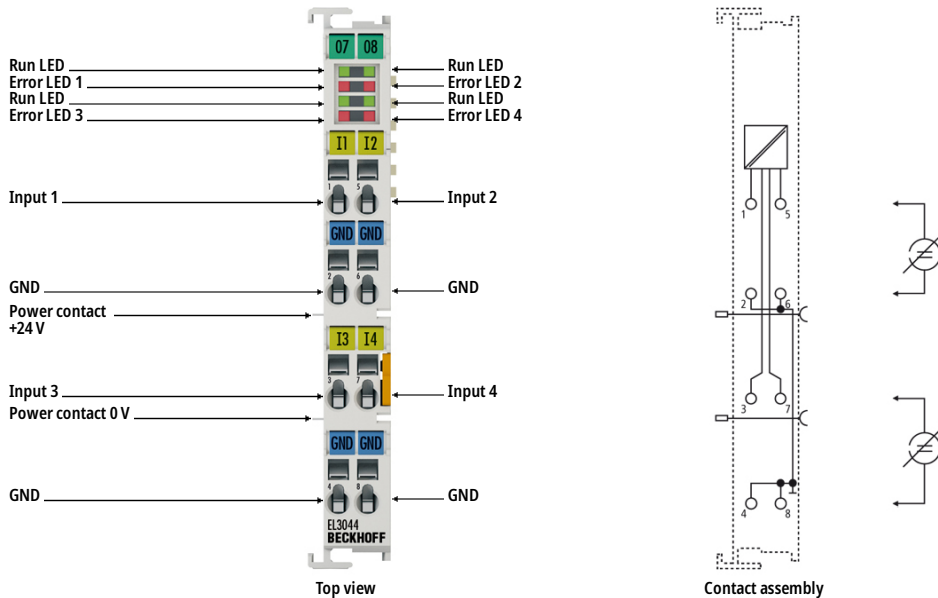 07 08
Run LED
Run LED
Error LED 1
Error LED 2
Run LED
Run LED
Error LED 3
Error LED 4
I1 I2
1 5
Input 1
Input 2
GND GND
2 6
GND
GND
Power contact
+24 V
I3 I4
3 7
Input 3
Input 4
Power contact 0 V
GND GND
4 8
GND
GND
EL3044
BECKHOFF
Top view
1 5
2 6
3 7
4 8
Contact assembly